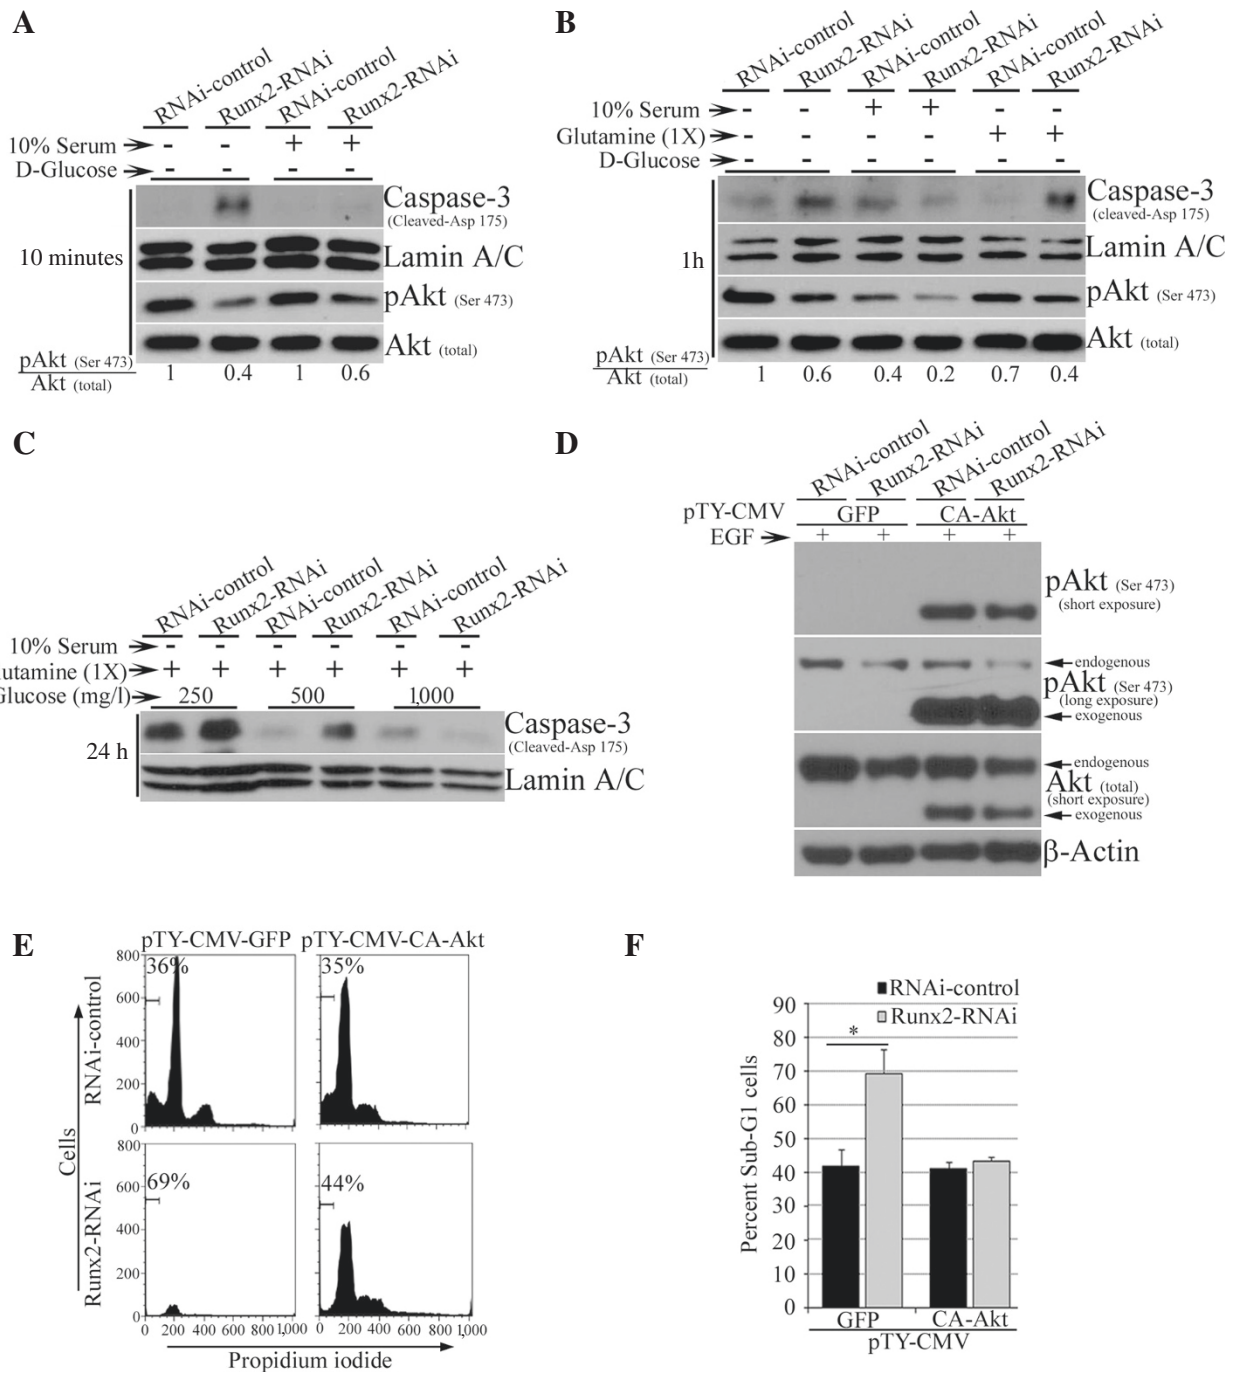 A
RNAi-control
Runx2-RNAi
RNAi-control
Runx2-RNAi
10% Serum - - + +
D-Glucose - - - -
10 minutes
Caspase-3
(Cleaved-Asp 175)
Lamin A/C
pAkt (Ser 473)
Akt (total)
pAkt (Ser 473)
Akt (total)
1 0.4 1 0.6
B
RNAi-control
Runx2-RNAi
RNAi-control
Runx2-RNAi
RNAi-control
Runx2-RNAi
10% Serum - - + + - -
Glutamine (1X) - - - - + +
D-Glucose - - - - - -
1h
Caspase-3
(cleaved-Asp 175)
Lamin A/C
pAkt (Ser 473)
Akt (total)
pAkt (Ser 473)
Akt (total)
1 0.6 0.4 0.2 0.7 0.4
C
RNAi-control
Runx2-RNAi
RNAi-control
Runx2-RNAi
RNAi-control
Runx2-RNAi
10% Serum - - - - - -
utamine (1X) + + + + + +
Glucose (mg/l) 250 500 1,000
24 h
Caspase-3
(Cleaved-Asp 175)
Lamin A/C
D
RNAi-control
Runx2-RNAi
RNAi-control
Runx2-RNAi
pTY-CMV
GFP CA-Akt
EGF + + + +
pAkt (Ser 473)
(short exposure)
endogenous
pAkt (Ser 473)
(long exposure)
exogenous
endogenous
Akt (total)
(short exposure)
exogenous
β-Actin
E
pTY-CMV-GFP pTY-CMV-CA-Akt
Cells
RNAi-control
800
600
400
200
0
36%
35%
Runx2-RNAi
800
600
400
200
0
69%
44%
0 200 400 600 800 1,000
0 200 400 600 800 1,000
Propidium iodide
F
RNAi-control
Runx2-RNAi
Percent Sub-G1 cells
90
80
70
60
50
40
30
20
10
0
*
GFP CA-Akt
pTY-CMV